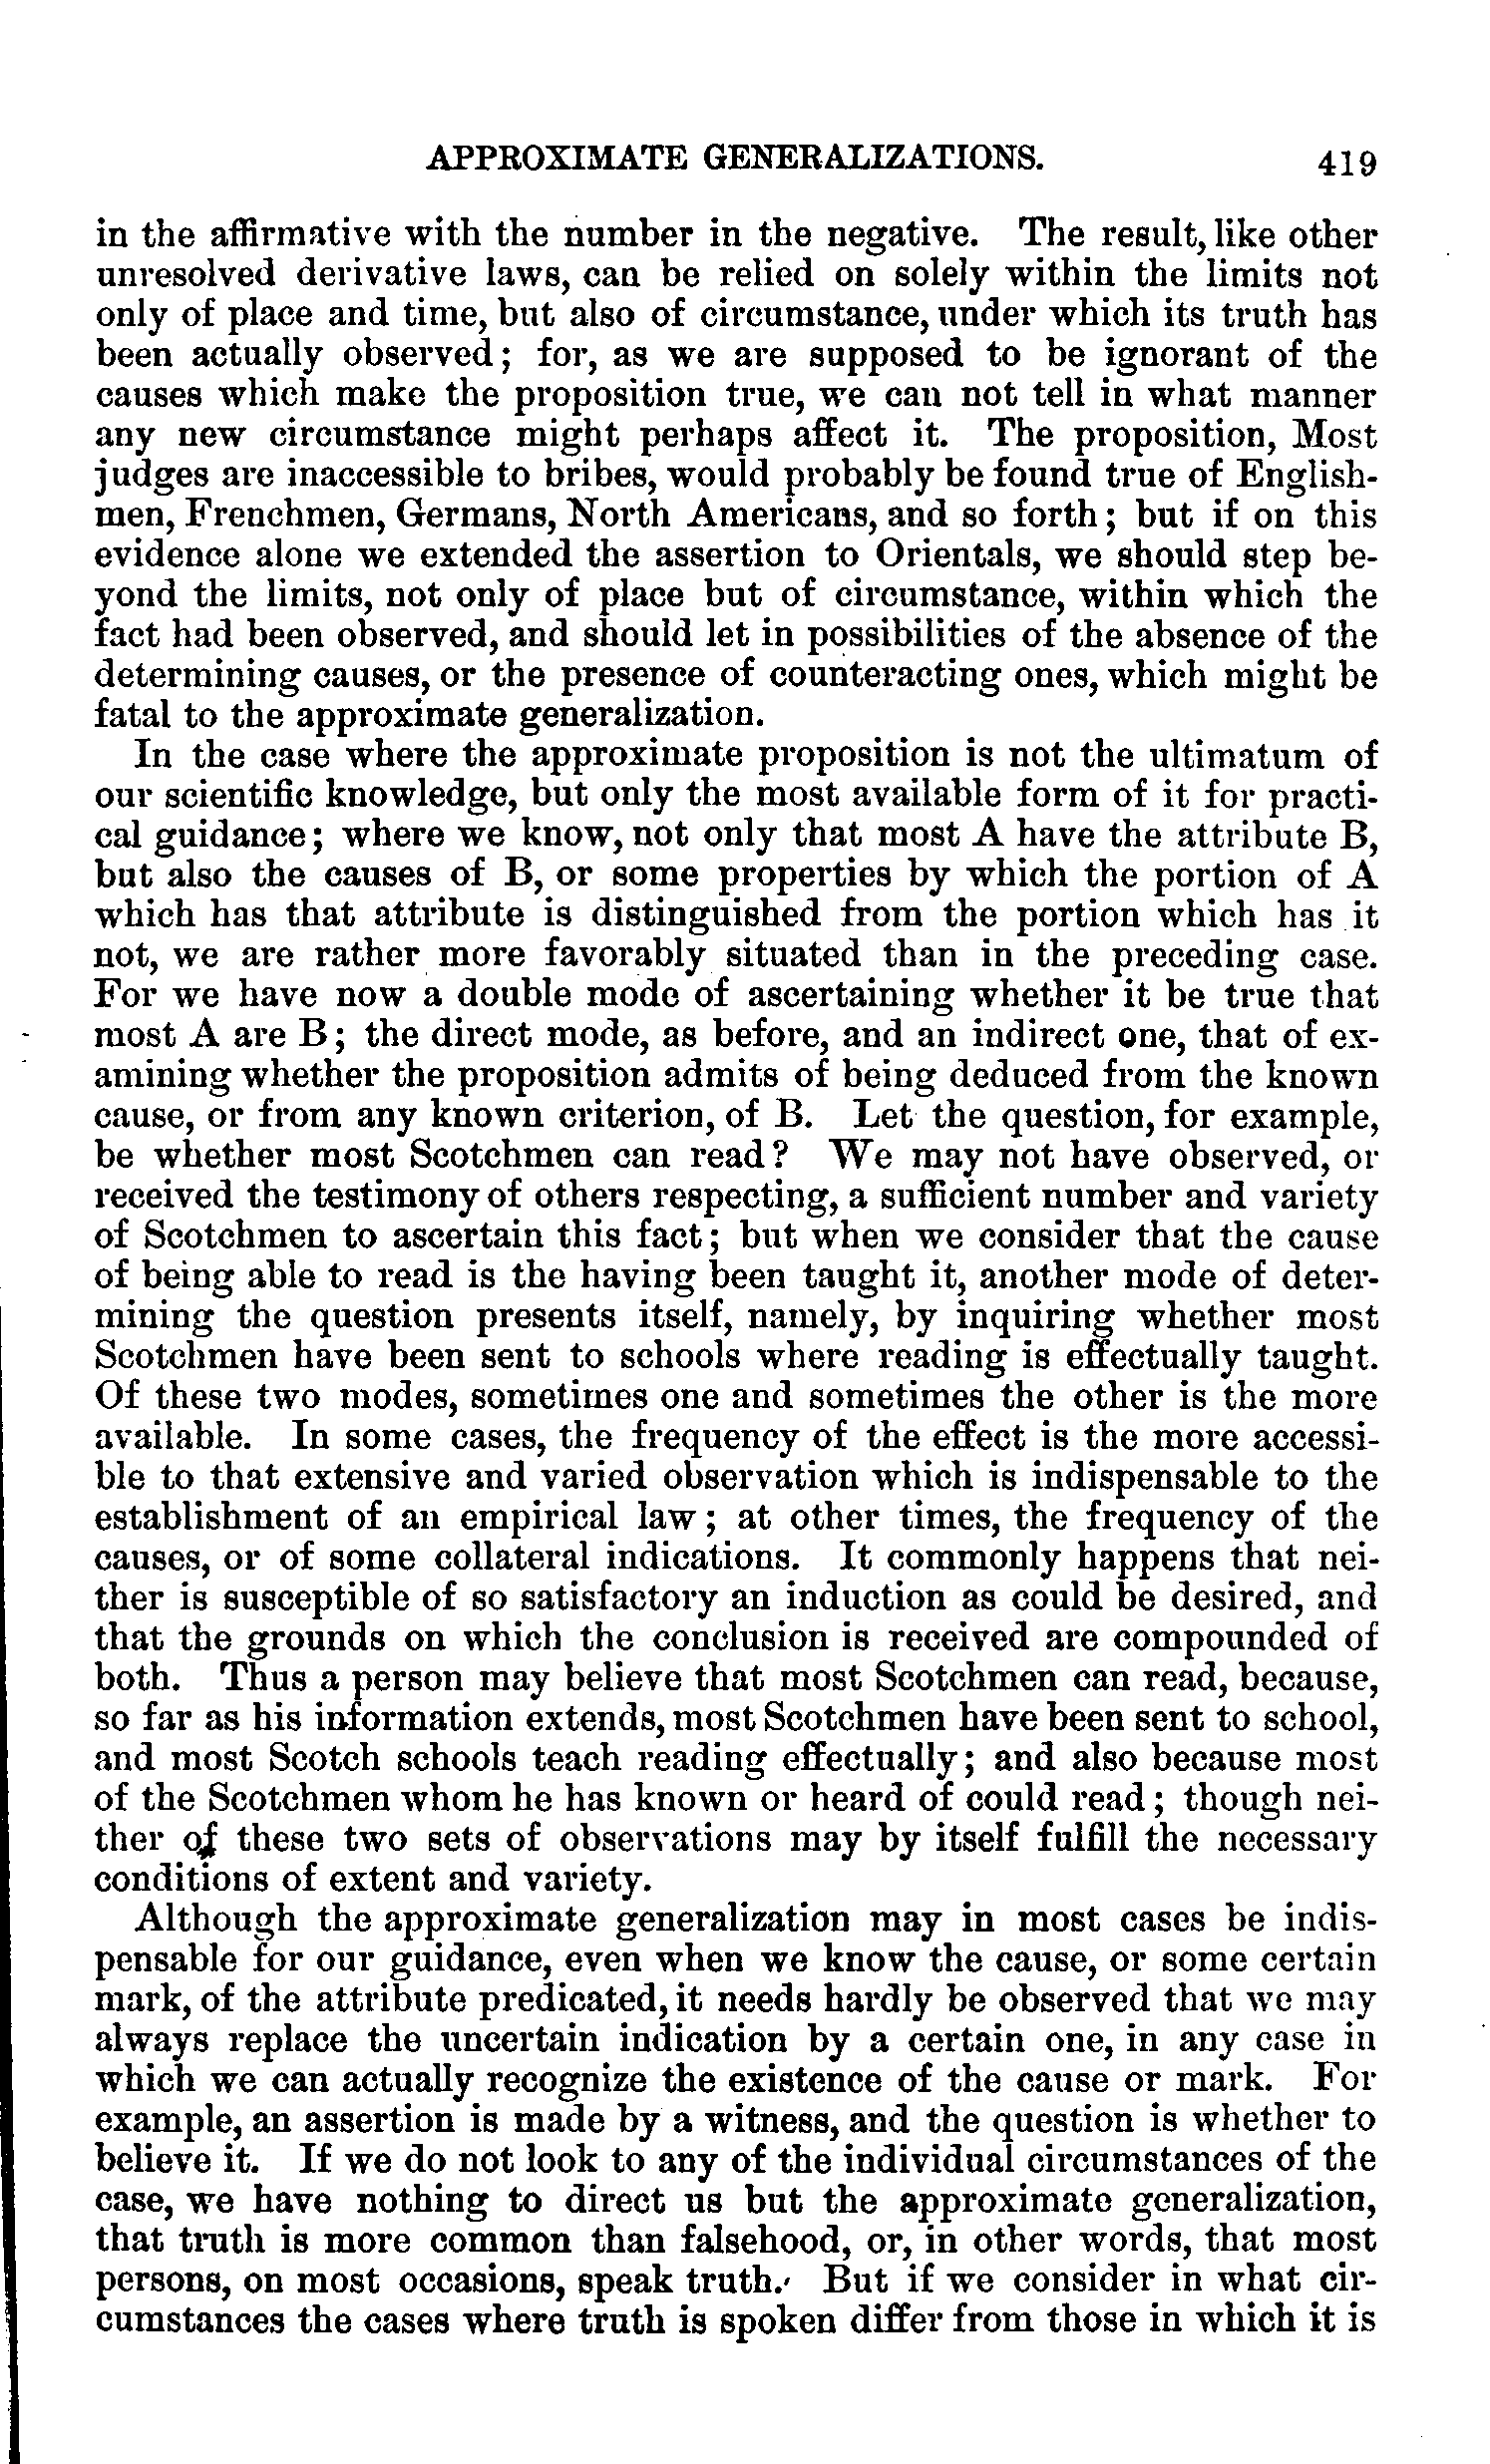 APPROXIMATE GENERALIZATIONS. 419
in the affirmative with the number in the negative. The result, like other
unresolved derivative laws, can be relied on solely within the limits not
only of place and time, but also of circumstance, under which its truth has
been actually observed; for, as we are supposed to be ignorant of the
causes which make the proposition true, we can not tell in what manner
any new circumstance might perhaps affect it. The proposition, Most
judges are inaccessible to bribes, would probably be found true of English-
men, Frenchmen, Germans, North Americans, and so forth; but if on this
evidence alone we extended the assertion to Orientals, we should step be-
yond the limits, not only of place but of circumstance, within which the
fact had been observed, and should let in possibilities of the absence of the
determining causes, or the presence of counteracting ones, which might be
fatal to the approximate generalization.
In the case where the approximate proposition is not the ultimatum of
our scientific knowledge, but only the most available form of it for practi-
cal guidance; where we know, not only that most A have the attribute B,
but also the causes of B, or some properties by which the portion of A
which has that attribute is distinguished from the portion which has it
not, we are rather more favorably situated than in the preceding case.
For we have now a double mode of ascertaining whether it be true that
most A are B; the direct mode, as before, and an indirect one, that of ex-
amining whether the proposition admits of being deduced from the known
cause, or from any known criterion, of B. Let the question, for example,
be whether most Scotchmen can read? We may not have observed, or
received the testimony of others respecting, a sufficient number and variety
of Scotchmen to ascertain this fact; but when we consider that the cause
of being able to read is the having been taught it, another mode of deter-
mining the question presents itself, namely, by inquiring whether most
Scotchmen have been sent to schools where reading is effectually taught.
Of these two modes, sometimes one and sometimes the other is the more
available. In some cases, the frequency of the effect is the more accessi-
ble to that extensive and varied observation which is indispensable to the
establishment of an empirical law; at other times, the frequency of the
causes, or of some collateral indications. It commonly happens that nei-
ther is susceptible of so satisfactory an induction as could be desired, and
that the grounds on which the conclusion is received are compounded of
both. Thus a person may believe that most Scotchmen can read, because,
so far as his information extends, most Scotchmen have been sent to school,
and most Scotch schools teach reading effectually; and also because most
of the Scotchmen whom he has known or heard of could read; though nei-
ther of these two sets of observations may by itself fulfill the necessary
conditions of extent and variety.
Although the approximate generalization may in most cases be indis-
pensable for our guidance, even when we know the cause, or some certain
mark, of the attribute predicated, it needs hardly be observed that we may
always replace the uncertain indication by a certain one, in any case in
which we can actually recognize the existence of the cause or mark. For
example, an assertion is made by a witness, and the question is whether to
believe it. If we do not look to any of the individual circumstances of the
case, we have nothing to direct us but the approximate generalization,
that truth is more common than falsehood, or, in other words, that most
persons, on most occasions, speak truth. But if we consider in what cir-
cumstances the cases where truth is spoken differ from those in which it is